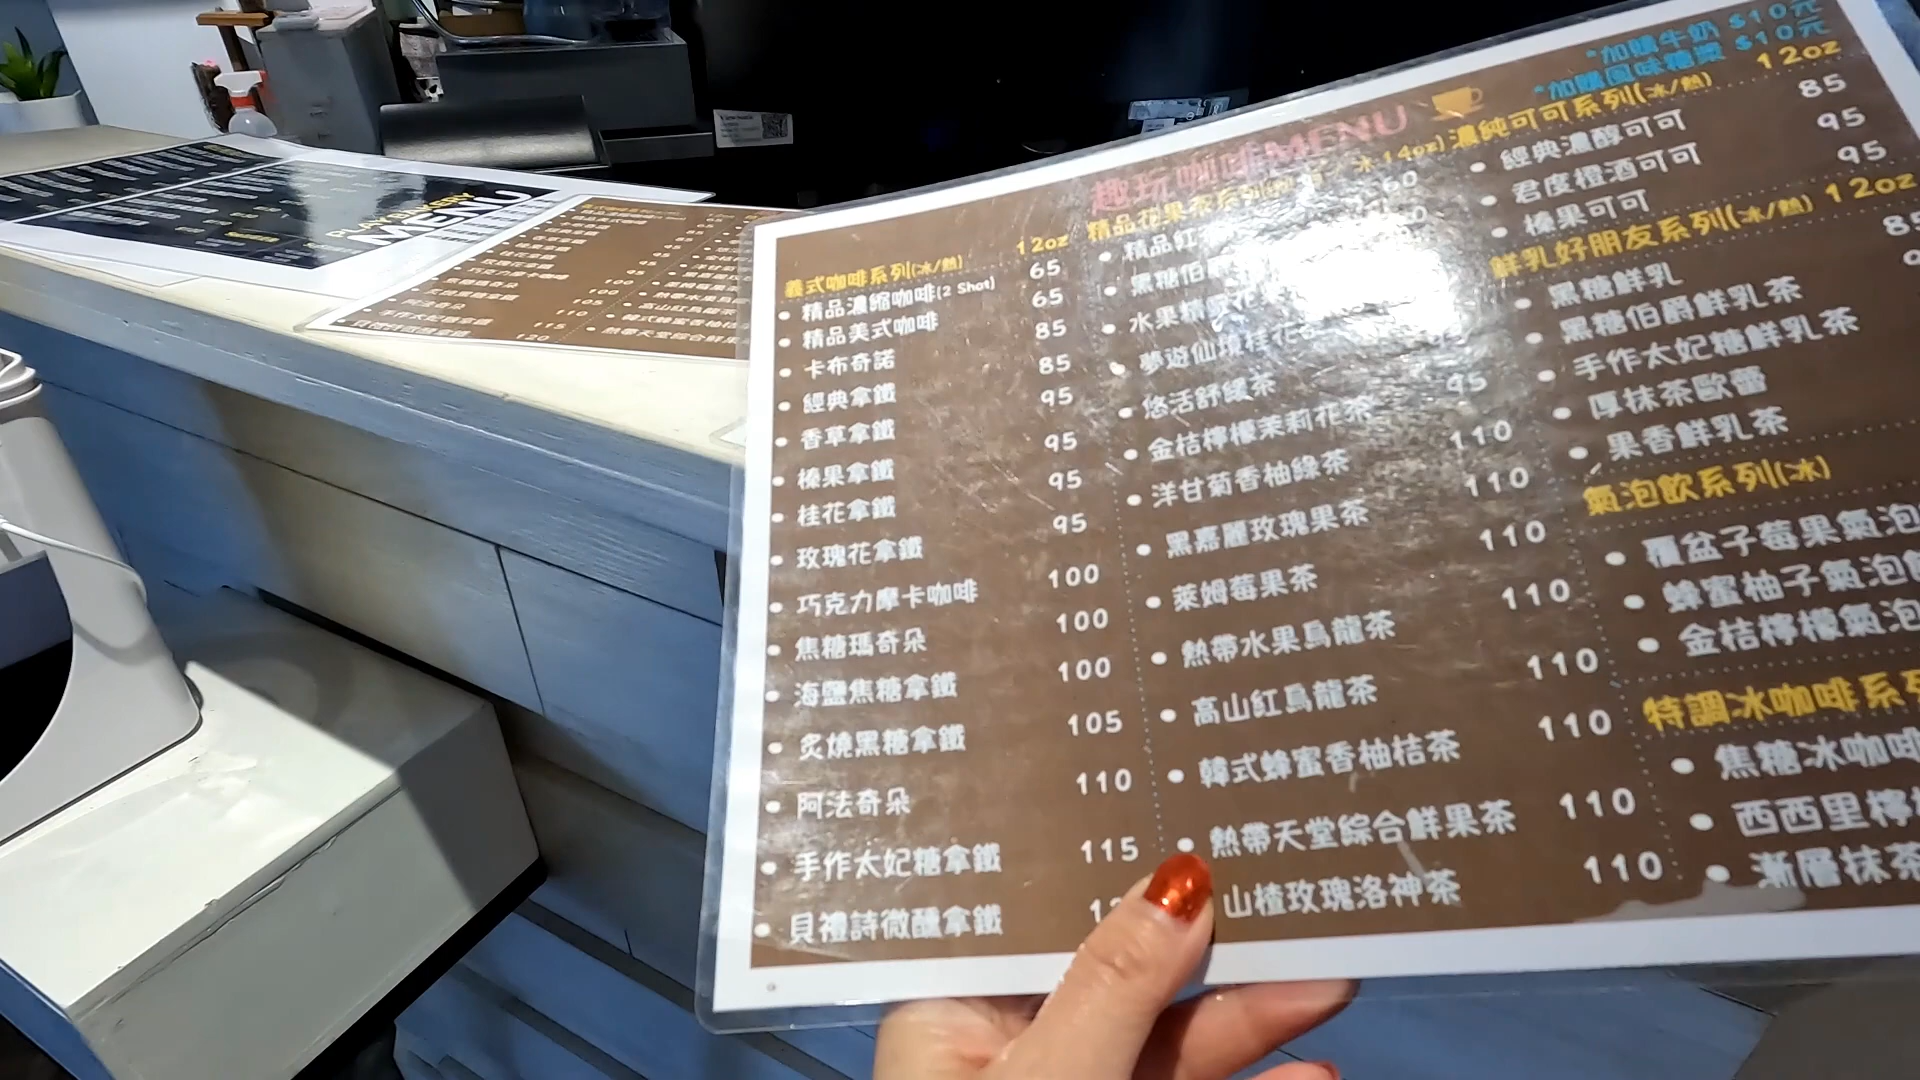 PLAY BAKERY
MENU
趣玩咖啡MENU
*加購牛奶 $10元
*加購風味糖漿 $10元
義式咖啡系列(冰/熱) 12oz
精品濃縮咖啡(2 Shot) 65
精品美式咖啡 65
卡布奇諾 85
經典拿鐵 85
香草拿鐵 95
榛果拿鐵 95
桂花拿鐵 95
玫瑰花拿鐵 95
巧克力摩卡咖啡 100
焦糖瑪奇朵 100
海鹽焦糖拿鐵 100
炙燒黑糖拿鐵 105
阿法奇朵 110
手作太妃糖拿鐵 115
貝禮詩微醺拿鐵
精品花果茶系列 冰14oz)
精品紅 60
黑糖伯爵
水果精靈花
夢遊仙境桂花
悠活舒緩茶
金桔檸檬茉莉花茶 95
洋甘菊香柚綠茶 110
黑嘉麗玫瑰果茶 110
萊姆莓果茶 110
熱帶水果烏龍茶 110
高山紅烏龍茶 110
韓式蜂蜜香柚桔茶 110
熱帶天堂綜合鮮果茶 110
山楂玫瑰洛神茶 110
濃純可可系列(冰/熱) 12oz
經典濃醇可可 85
君度橙酒可可 95
榛果可可 95
鮮乳好朋友系列(冰/熱) 12oz
黑糖鮮乳 85
黑糖伯爵鮮乳茶
手作太妃糖鮮乳茶
厚抹茶歐蕾
果香鮮乳茶
氣泡飲系列(冰)
覆盆子莓果氣泡
蜂蜜柚子氣泡飲
金桔檸檬氣泡
特調冰咖啡系列
焦糖冰咖啡
西西里檸檬
漸層抹茶